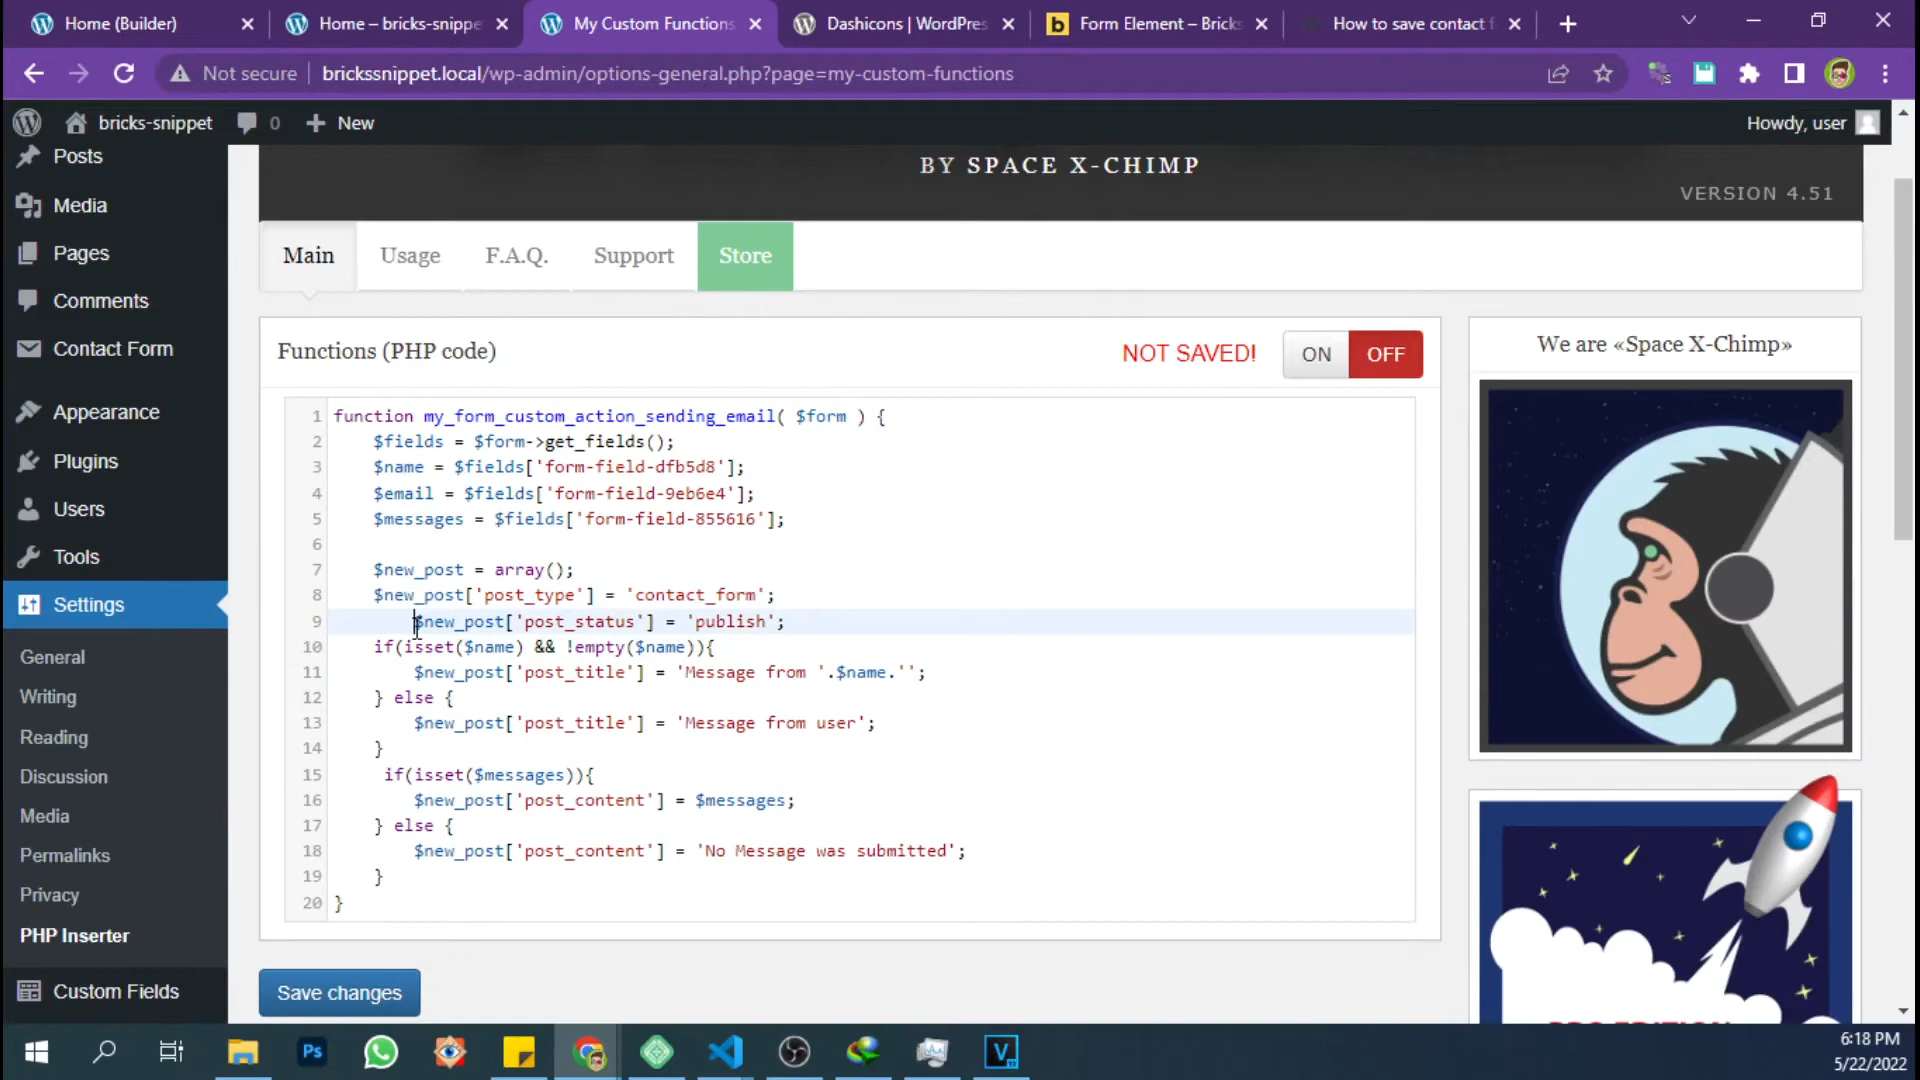 Home (Builder)
Home – bricks-snippe
My Custom Functions
Dashicons | WordPres
Form Element – Bricks
How to save contact f
Not secure
brickssnippet.local/wp-admin/options-general.php?page=my-custom-functions
bricks-snippet
0
New
Howdy, user
Posts
Media
Pages
Comments
Contact Form
Appearance
Plugins
Users
Tools
Settings
General
Writing
Reading
Discussion
Media
Permalinks
Privacy
PHP Inserter
Custom Fields
BY SPACE X-CHIMP
VERSION 4.51
Main
Usage
F.A.Q.
Support
Store
Functions (PHP code)
NOT SAVED!
ON
OFF
1 function my_form_custom_action_sending_email( $form ) {
2 $fields = $form->get_fields();
3 $name = $fields['form-field-dfb5d8'];
4 $email = $fields['form-field-9eb6e4'];
5 $messages = $fields['form-field-855616'];
6
7 $new_post = array();
8 $new_post['post_type'] = 'contact_form';
9 $new_post['post_status'] = 'publish';
10 if(isset($name) && !empty($name)){
11 $new_post['post_title'] = 'Message from '.$name.'';
12 } else {
13 $new_post['post_title'] = 'Message from user';
14 }
15 if(isset($messages)){
16 $new_post['post_content'] = $messages;
17 } else {
18 $new_post['post_content'] = 'No Message was submitted';
19 }
20 }
Save changes
We are «Space X-Chimp»
PRO EDITION
Ps
V
6:18 PM
5/22/2022